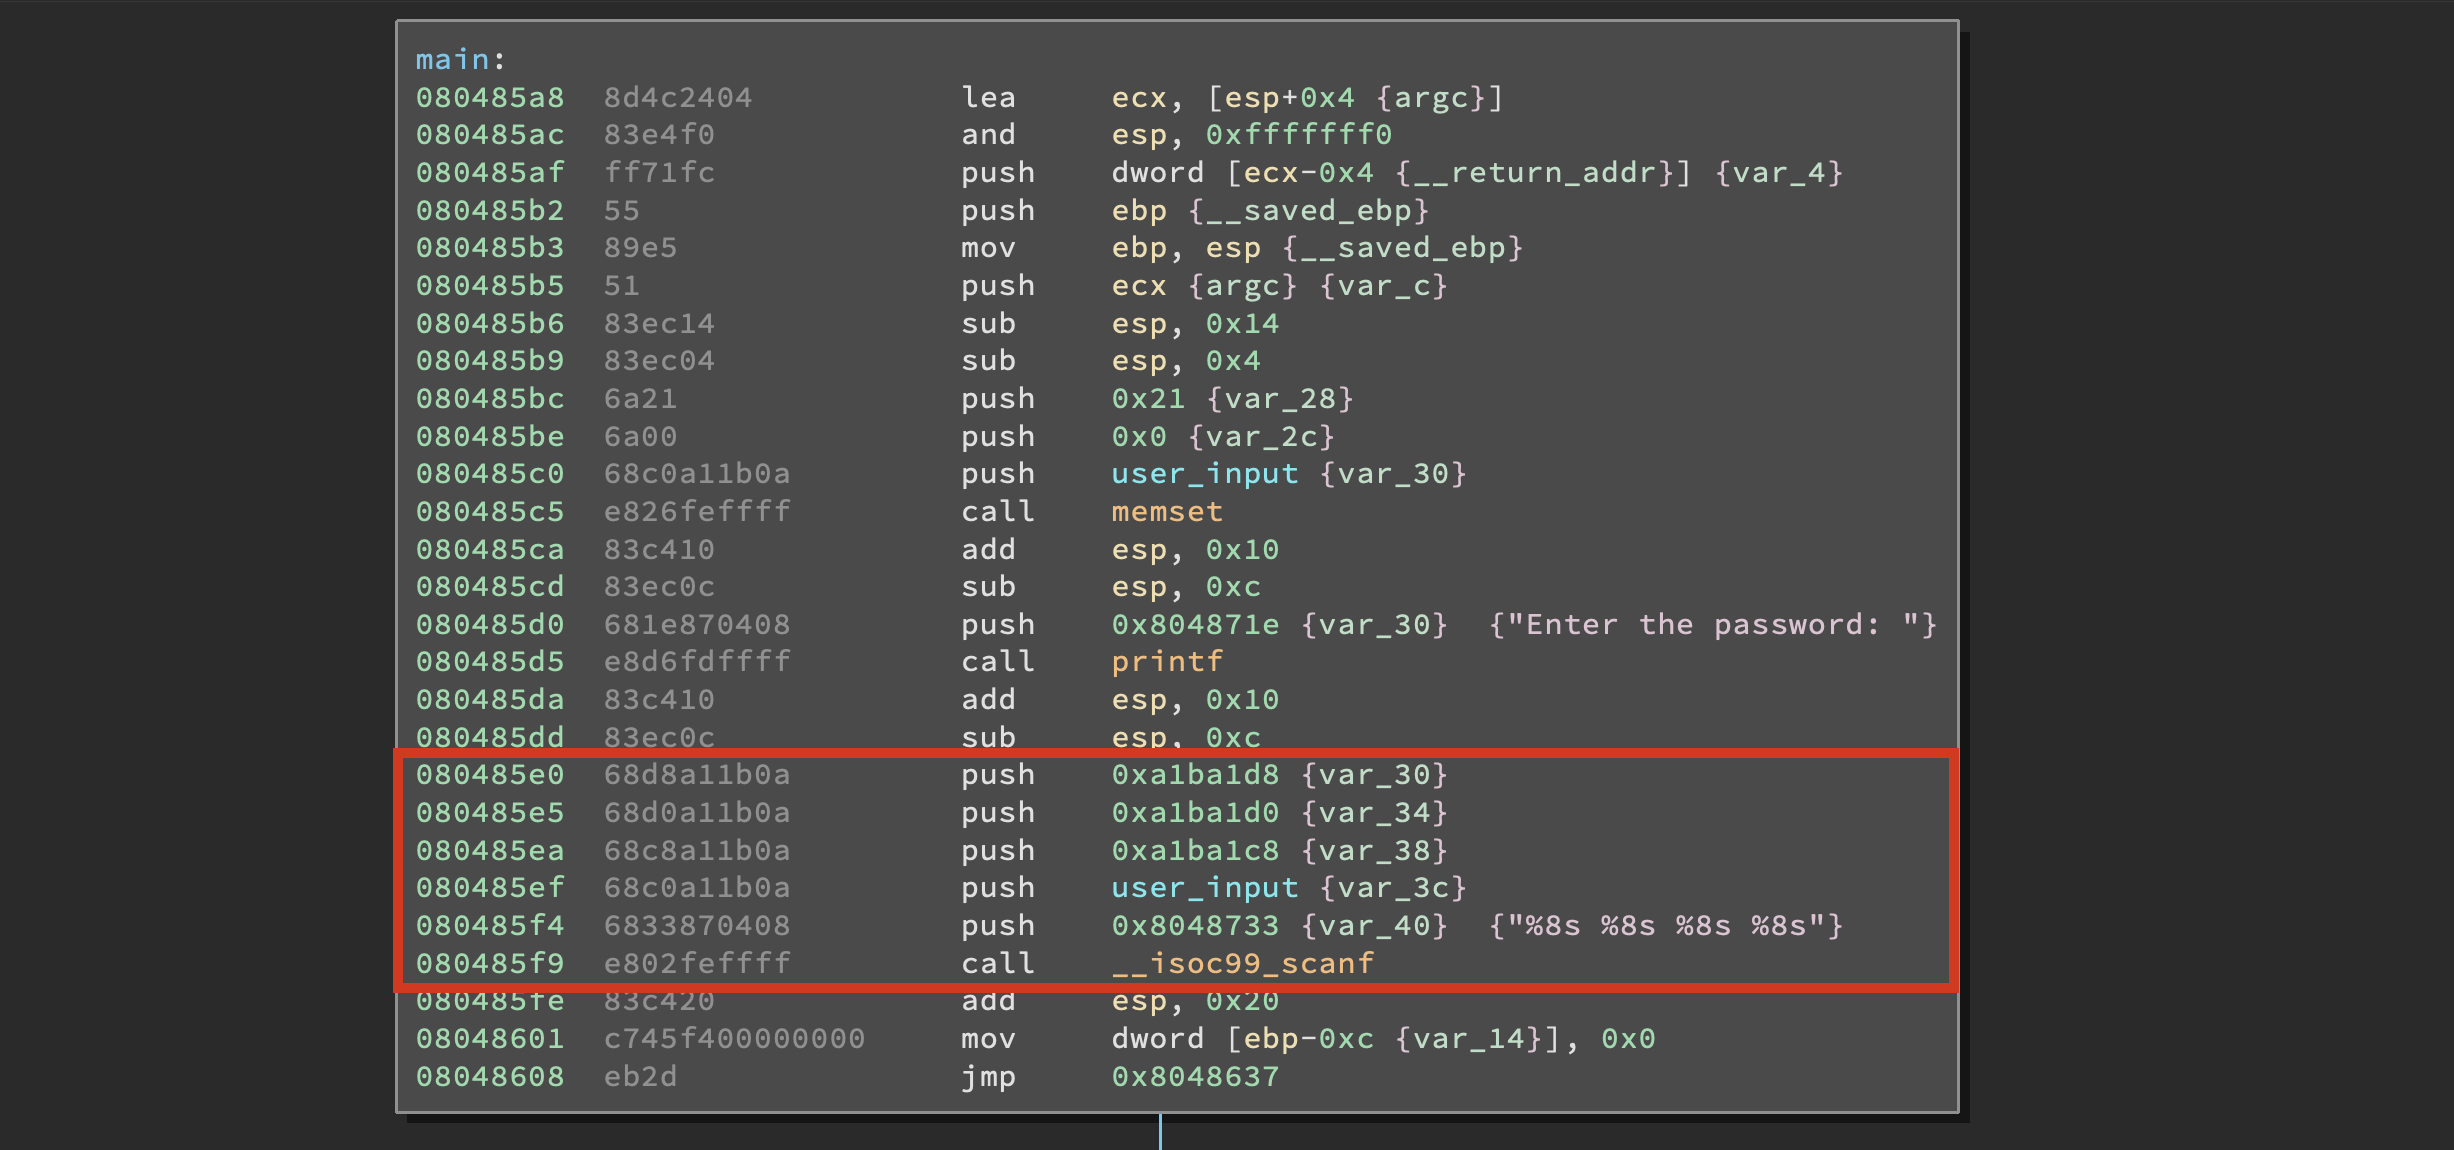 main:
080485a8 8d4c2404 lea ecx, [esp+0x4 {argc}]
080485ac 83e4f0 and esp, 0xfffffff0
080485af ff71fc push dword [ecx-0x4 {__return_addr}] {var_4}
080485b2 55 push ebp {__saved_ebp}
080485b3 89e5 mov ebp, esp {__saved_ebp}
080485b5 51 push ecx {argc} {var_c}
080485b6 83ec14 sub esp, 0x14
080485b9 83ec04 sub esp, 0x4
080485bc 6a21 push 0x21 {var_28}
080485be 6a00 push 0x0 {var_2c}
080485c0 68c0a11b0a push user_input {var_30}
080485c5 e826feffff call memset
080485ca 83c410 add esp, 0x10
080485cd 83ec0c sub esp, 0xc
080485d0 681e870408 push 0x804871e {var_30} {"Enter the password: "}
080485d5 e8d6fdffff call printf
080485da 83c410 add esp, 0x10
080485dd 83ec0c sub esp, 0xc
080485e0 68d8a11b0a push 0xa1ba1d8 {var_30}
080485e5 68d0a11b0a push 0xa1ba1d0 {var_34}
080485ea 68c8a11b0a push 0xa1ba1c8 {var_38}
080485ef 68c0a11b0a push user_input {var_3c}
080485f4 6833870408 push 0x8048733 {var_40} {"%8s %8s %8s %8s"}
080485f9 e802feffff call __isoc99_scanf
080485fe 83c420 add esp, 0x20
08048601 c745f400000000 mov dword [ebp-0xc {var_14}], 0x0
08048608 eb2d jmp 0x8048637